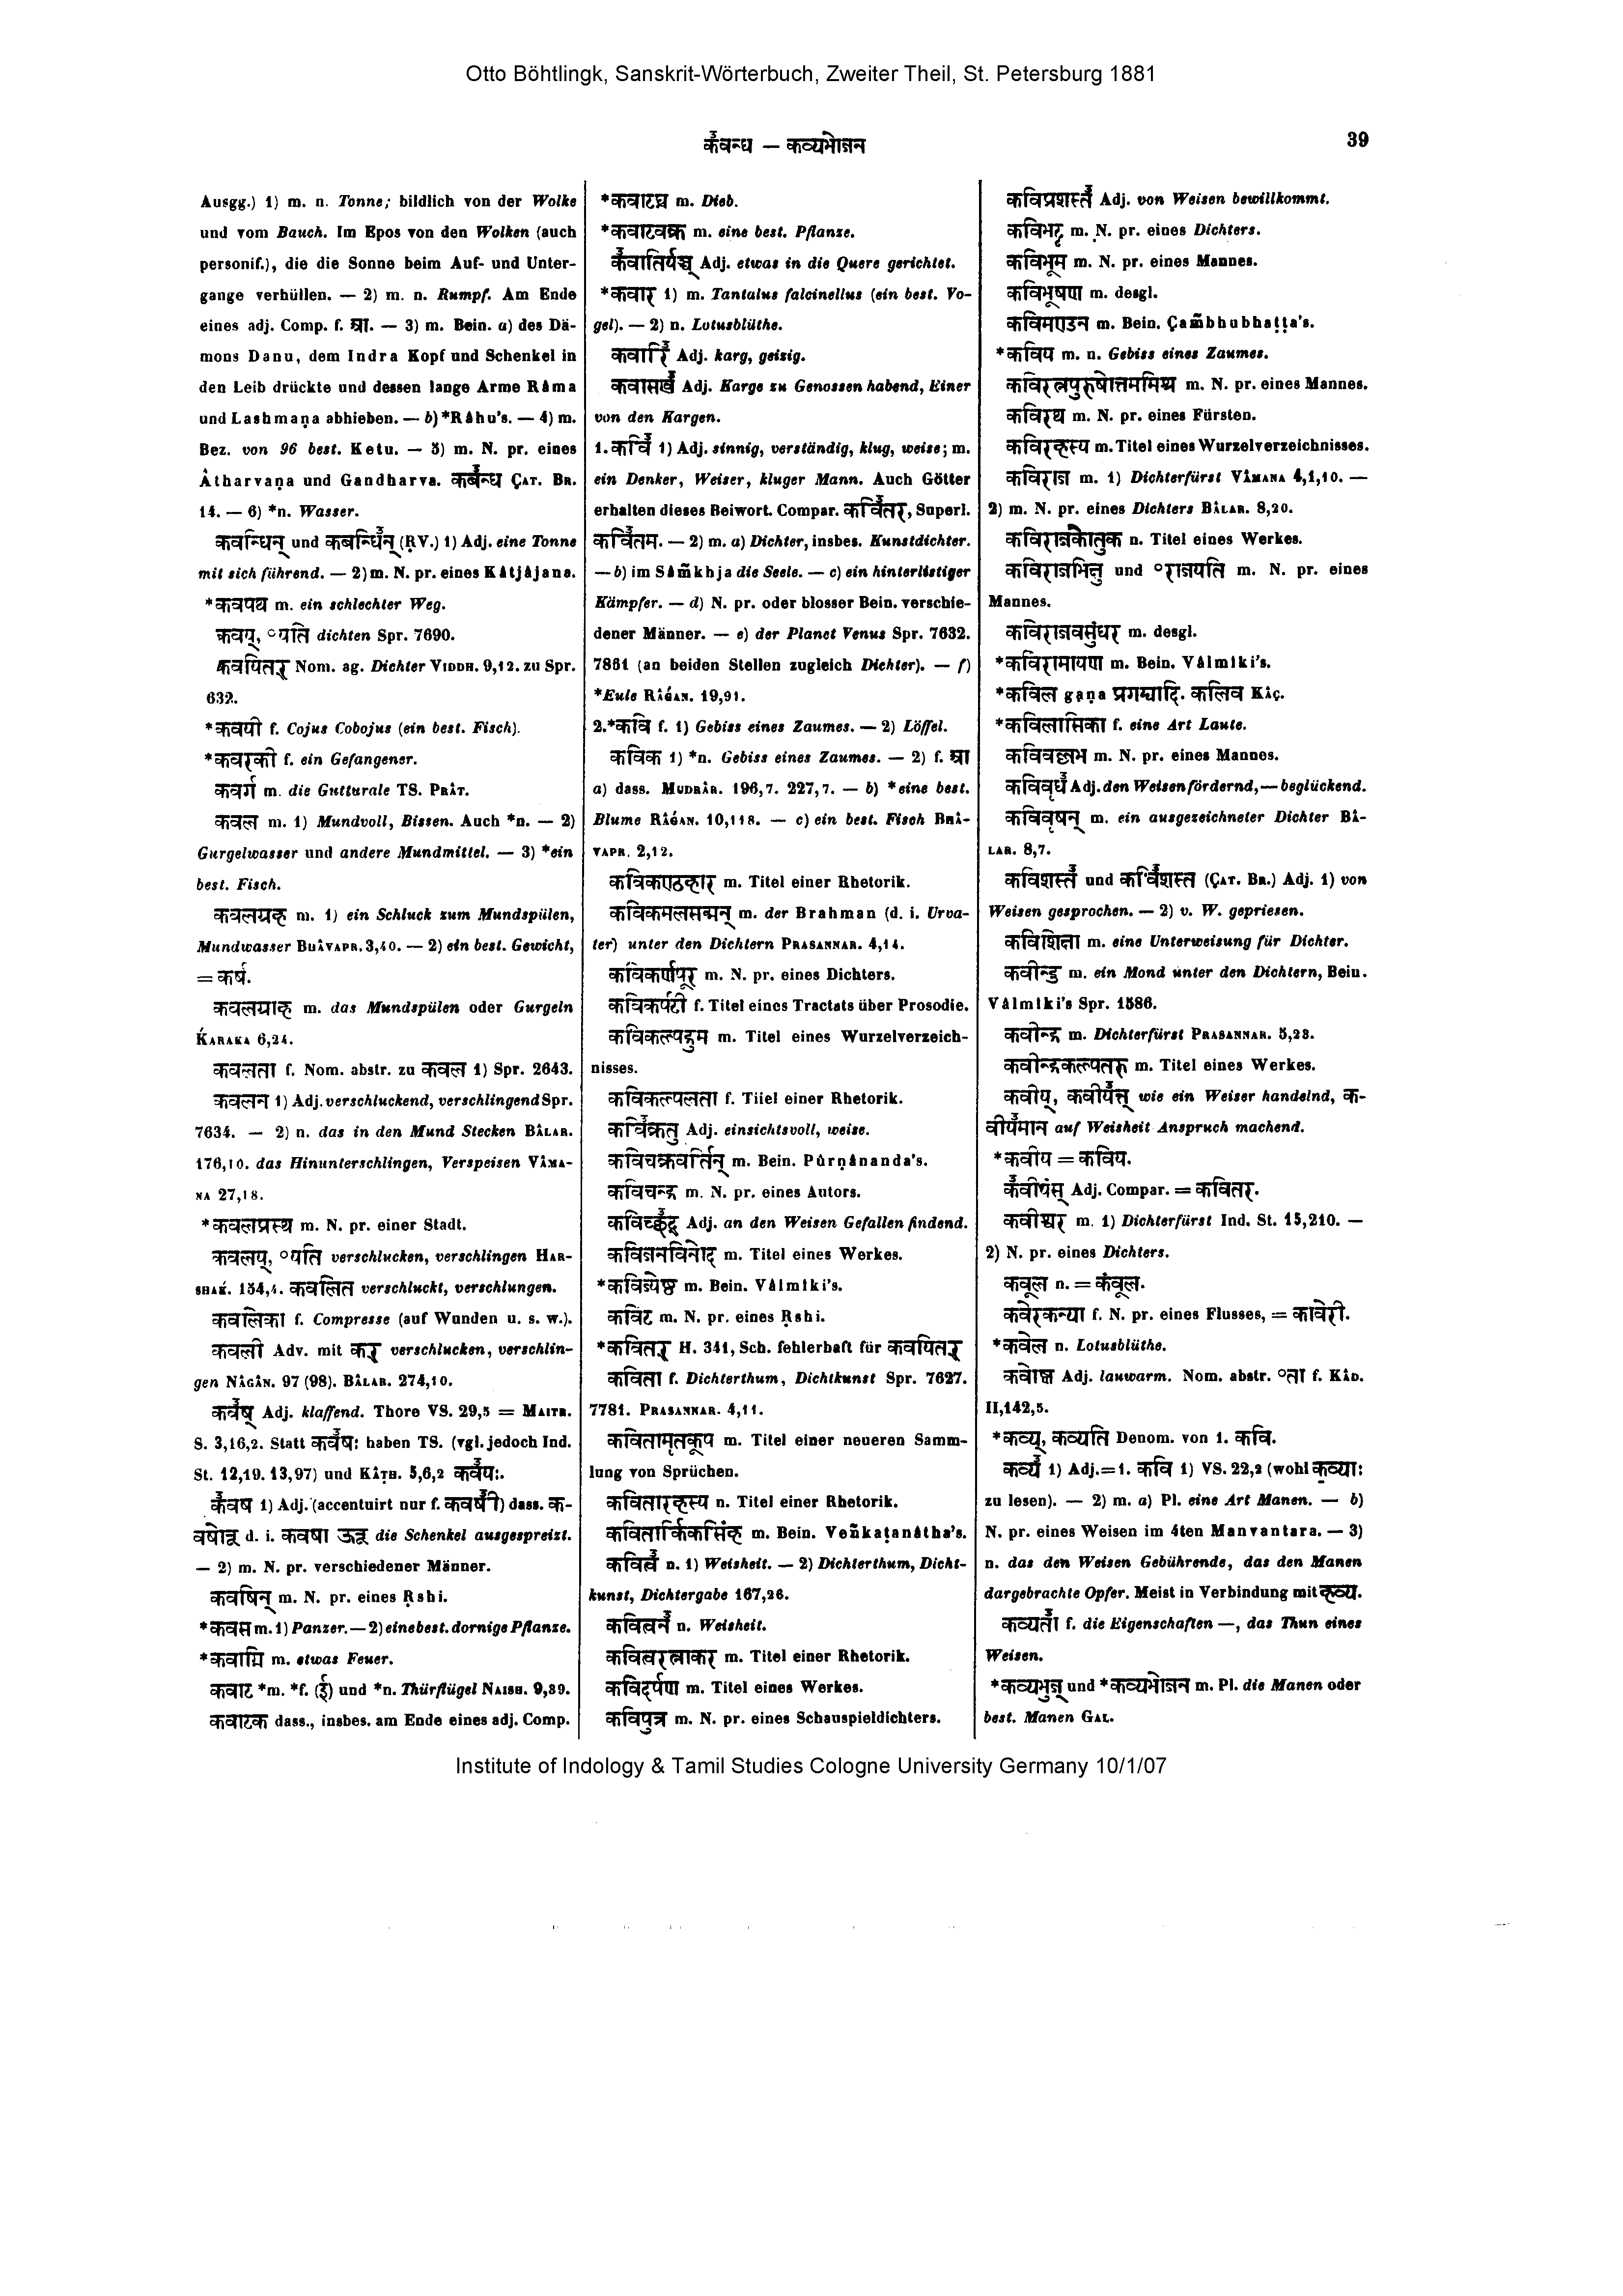 Otto Böhtlingk, Sanskrit-Wörterbuch, Zweiter Theil, St. Petersburg 1881
कवन्ध — कव्यभोजन
39
Ausgg.) 1) m. n. Tonne; bildlich von der Wolke
und vom Bauch. Im Epos von den Wolken (auch
personif.), die die Sonne beim Auf- und Unter-
gange verhüllen. — 2) m. n. Rumpf. Am Ende
eines adj. Comp. f. आ. — 3) m. Bein. a) des Dä-
mons Danu, dem Indra Kopf und Schenkel in
den Leib drückte und dessen lange Arme Râma
und Lashmaṇa abhieben. — b) *Râhu's. — 4) m.
Bez. von 96 best. Ketu. — 5) m. N. pr. eines
Âtharvaṇa und Gandharva. कबन्ध ÇAT. BR.
14. — 6) *n. Wasser.
कवन्धिन् und कबन्धिन् (ṚV.) 1) Adj. eine Tonne
mit sich führend. — 2) m. N. pr. eines Kâtjâjana.
*कवपथ m. ein schlechter Weg.
कवय्, °यति dichten Spr. 7690.
कवयितर् Nom. ag. Dichter VIDDH. 9,12. zu Spr.
632.
*कवयी f. Cojus Cobojus (ein best. Fisch).
*कवरकी f. ein Gefangener.
कवर्ग m. die Gutturale TS. PRÂT.
कवल m. 1) Mundvoll, Bissen. Auch *n. — 2)
Gurgelwasser und andere Mundmittel. — 3) *ein
best. Fisch.
कवलग्रह m. 1) ein Schluck zum Mundspülen,
Mundwasser BHÂVAPR. 3,40. — 2) ein best. Gewicht,
= कर्ष.
कवलग्राह m. das Mundspülen oder Gurgeln
ḰARAKA 6,24.
कवलता f. Nom. abstr. zu कवल 1) Spr. 2643.
कवलन 1) Adj. verschluckend, verschlingend Spr.
7634. — 2) n. das in den Mund Stecken BÂLAR.
176,10. das Hinunterschlingen, Verspeisen VÂMA-
NA 27,18.
*कवलप्रस्थ m. N. pr. einer Stadt.
कवलय्, °यति verschlucken, verschlingen HAR-
SHAḰ. 154,4. कवलित verschluckt, verschlungen.
कवलिका f. Compresse (auf Wunden u. s. w.).
कवली Adv. mit कर् verschlucken, verschlin-
gen NÂGÂN. 97 (98). BÂLAR. 274,10.
कवष् Adj. klaffend. Thore VS. 29,5 = MAITR.
S. 3,16,2. Statt कवषः haben TS. (vgl. jedoch Ind.
St. 12,19. 13,97) und KÂṬH. 5,6,2 कवयः.
कवष 1) Adj. (accentuirt nur f. कवषी) dass. क-
वषोरू d. i. कवषा ऊरू die Schenkel ausgespreizt.
— 2) m. N. pr. verschiedener Männer.
कवषिन् m. N. pr. eines Ṛshi.
*कवस m. 1) Panzer. — 2) eine best. dornige Pflanze.
*कवाग्नि m. etwas Feuer.
कवाट *m. *f. (ई) und *n. Thürflügel NAISH. 9,39.
कवाटक dass., insbes. am Ende eines adj. Comp.
*कवाटघ्न m. Dieb.
*कवाटवक्र m. eine best. Pflanze.
कवातिर्यञ्च् Adj. etwas in die Quere gerichtet.
*कवार 1) m. Tantalus falcinellus (ein best. Vo-
gel). — 2) n. Lotusblüthe.
कवारि Adj. karg, geizig.
कवासख Adj. Karge zu Genossen habend, Einer
von den Kargen.
1. कवि 1) Adj. sinnig, verständig, klug, weise; m.
ein Denker, Weiser, kluger Mann. Auch Götter
erhalten dieses Beiwort. Compar. कवितर, Superl.
कवितम. — 2) m. a) Dichter, insbes. Kunstdichter.
— b) im Sâm̃khja die Seele. — c) ein hinterlistiger
Kämpfer. — d) N. pr. oder blosser Bein. verschie-
dener Männer. — e) der Planet Venus Spr. 7632.
7861 (an beiden Stellen zugleich Dichter). — f)
*Eule RÂǴAN. 19,91.
2. *कवि f. 1) Gebiss eines Zaumes. — 2) Löffel.
कविक 1) *n. Gebiss eines Zaumes. — 2) f. आ
a) dass. MUDRÂR. 196,7. 227,7. — b) *eine best.
Blume RÂǴAN. 10,118. — c) ein best. Fisch BHÂ-
VAPR. 2,12.
कविकण्ठहार m. Titel einer Rhetorik.
कविकमलसद्मन् m. der Brahman (d. i. Urva-
ter) unter den Dichtern PRASANNAR. 4,14.
कविकर्णपूर m. N. pr. eines Dichters.
कविकर्पटी f. Titel eines Tractats über Prosodie.
कविकल्पद्रुम m. Titel eines Wurzelverzeich-
nisses.
कविकल्पलता f. Titel einer Rhetorik.
कविक्रतु Adj. einsichtsvoll, weise.
कविचक्रवर्तिन् m. Bein. Pûrṇânanda's.
कविचन्द्र m. N. pr. eines Autors.
कविच्छद् Adj. an den Weisen Gefallen findend.
कविजनविनोद m. Titel eines Werkes.
*कविज्येष्ठ m. Bein. Vâlmîki's.
कविट m. N. pr. eines Ṛshi.
*कवितर् H. 341, Sch. fehlerhaft für कवयितर्
कविता f. Dichterthum, Dichtkunst Spr. 7627.
7781. PRASANNAR. 4,11.
कवितामृतकूप m. Titel einer neueren Samm-
lung von Sprüchen.
कवितारहस्य n. Titel einer Rhetorik.
कवितार्किकसिंह m. Bein. Veñkaṭanâtha's.
कवित्व n. 1) Weisheit. — 2) Dichterthum, Dicht-
kunst, Dichtergabe 167,26.
कवित्वन n. Weisheit.
कवित्वरत्नाकर m. Titel einer Rhetorik.
कविदर्पण m. Titel eines Werkes.
कविपुत्र m. N. pr. eines Schauspieldichters.
कविप्रशस्त Adj. von Weisen bewillkommt.
कविभट्ट m. N. pr. eines Dichters.
कविभूम m. N. pr. eines Mannes.
कविभूषण m. desgl.
कविमण्डन m. Bein. Çam̃bhubhaṭṭa's.
*कविय m. n. Gebiss eines Zaumes.
कविरत्नपुरुषोत्तममिश्र m. N. pr. eines Mannes.
कविरथ m. N. pr. eines Fürsten.
कविरहस्य m. Titel eines Wurzelverzeichnisses.
कविराज m. 1) Dichterfürst VÂMANA 4,1,10. —
2) m. N. pr. eines Dichters BÂLAR. 8,20.
कविराजकौतुक n. Titel eines Werkes.
कविराजभिक्षु und °राजयति m. N. pr. eines
Mannes.
कविराजवसुंधर m. desgl.
*कविरामायण m. Bein. Vâlmîki's.
*कविल gaṇa प्रगद्यादि. कलिव Kâç.
*कविलासिका f. eine Art Laute.
कविवल्लभ m. N. pr. eines Mannes.
कविवृध Adj. den Weisen fördernd, — beglückend.
कविवृषन् m. ein ausgezeichneter Dichter BÂ-
LAR. 8,7.
कविशस्त und कविशस्त (ÇAT. BR.) Adj. 1) von
Weisen gesprochen. — 2) v. W. gepriesen.
कविशिक्षा m. eine Unterweisung für Dichter.
कवीन्दु m. ein Mond unter den Dichtern, Bein.
Vâlmîki's Spr. 1586.
कवीन्द्र m. Dichterfürst PRASANNAR. 5,28.
कवीन्द्रकल्पतरु m. Titel eines Werkes.
कवीय्, कवीयत् wie ein Weiser handelnd, क-
वीयमान auf Weisheit Anspruch machend.
*कवीय = कविय.
कवीयंस् Adj. Compar. = कवितर.
कवीश्वर m. 1) Dichterfürst Ind. St. 15,210. —
2) N. pr. eines Dichters.
कवूल n. = कंवूल.
कवेरकन्या f. N. pr. eines Flusses, = कावेरी.
*कवेल n. Lotusblüthe.
कवोष्ण Adj. lauwarm. Nom. abstr. °ता f. KÂD.
II,142,5.
*कव्य्, कव्यति Denom. von 1. कवि.
कव्य 1) Adj. = 1. कवि 1) VS. 22,2 (wohl कव्याः
zu lesen). — 2) m. a) Pl. eine Art Manen. — b)
N. pr. eines Weisen im 4ten Manvantara. — 3)
n. das den Weisen Gebührende, das den Manen
dargebrachte Opfer. Meist in Verbindung mit हव्य.
कव्यता f. die Eigenschaften —, das Thun eines
Weisen.
*कव्यभुज् und *कव्यभोजन m. Pl. die Manen oder
best. Manen GAL.
Institute of Indology & Tamil Studies Cologne University Germany 10/1/07